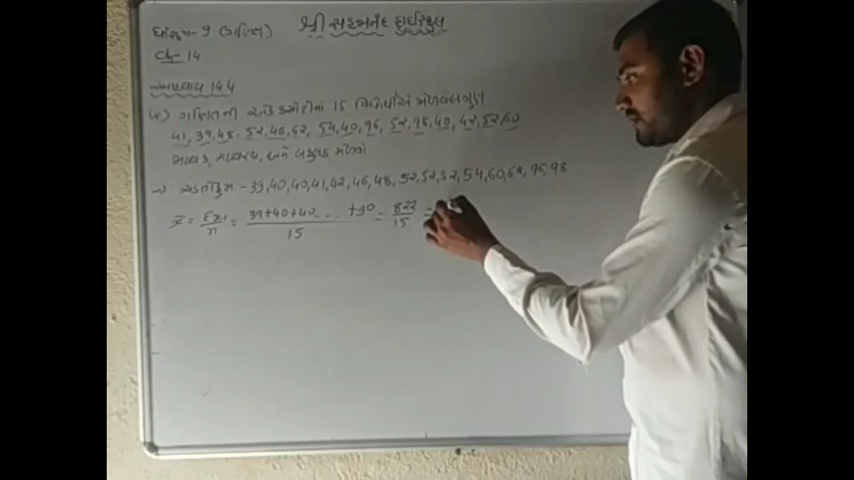 ધોરણ-9 (ગણિત) શ્રી સહજાનંદ હાઈસ્કૂલ
Ch-14
સ્વાધ્યાય 14.4
(2) ગણિતની એક કસોટીમાં 15 વિદ્યાર્થીએ મેળવેલ ગુણ
41, 39, 48, 52, 46, 62, 54, 40, 96, 52, 98, 40, 42, 52, 60
મધ્યક, મધ્યસ્થ, અને બહુલક મેળવો
→ ચડતોક્રમ - 39, 40, 40, 41, 42, 46, 48, 52, 52, 52, 54, 60, 62, 96, 98
x̄ = Σxi/n = 39+40+40... +98/15 = 822/15 =